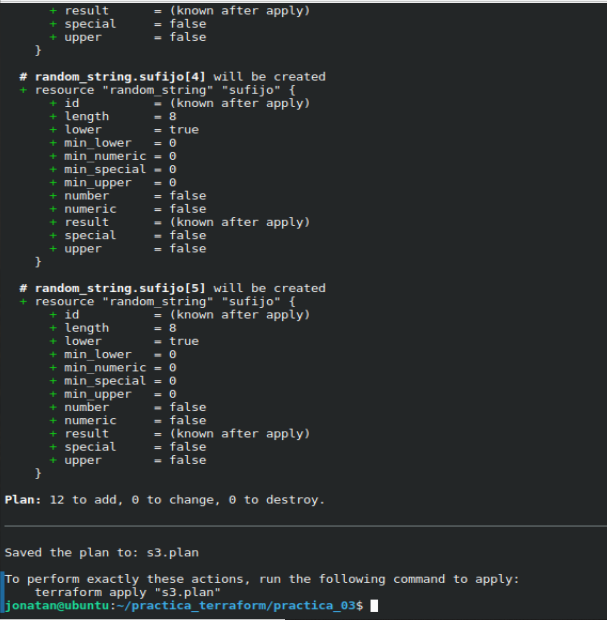 + result      = (known after apply)
+ special     = false
+ upper       = false
}
# random_string.sufijo[4] will be created
+ resource "random_string" "sufijo" {
+ id          = (known after apply)
+ length      = 8
+ lower       = true
+ min_lower   = 0
+ min_numeric = 0
+ min_special = 0
+ min_upper   = 0
+ number      = false
+ numeric     = false
+ result      = (known after apply)
+ special     = false
+ upper       = false
}
# random_string.sufijo[5] will be created
+ resource "random_string" "sufijo" {
+ id          = (known after apply)
+ length      = 8
+ lower       = true
+ min_lower   = 0
+ min_numeric = 0
+ min_special = 0
+ min_upper   = 0
+ number      = false
+ numeric     = false
+ result      = (known after apply)
+ special     = false
+ upper       = false
}
Plan: 12 to add, 0 to change, 0 to destroy.
Saved the plan to: s3.plan
To perform exactly these actions, run the following command to apply:
terraform apply "s3.plan"
jonatan@ubuntu:~/practica_terraform/practica_03$